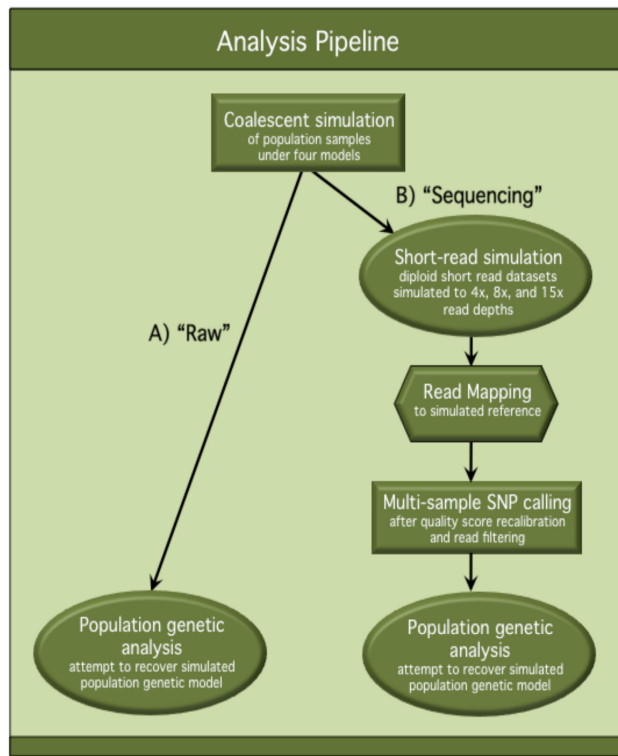 Analysis Pipeline
Coalescent simulation
of population samples
under four models
B) “Sequencing”
Short-read simulation
diploid short read datasets
simulated to 4x, 8x, and 15x
read depths
A) “Raw”
Read Mapping
to simulated reference
Multi-sample SNP calling
after quality score recalibration
and read filtering
Population genetic
analysis
attempt to recover simulated
population genetic model
Population genetic
analysis
attempt to recover simulated
population genetic model